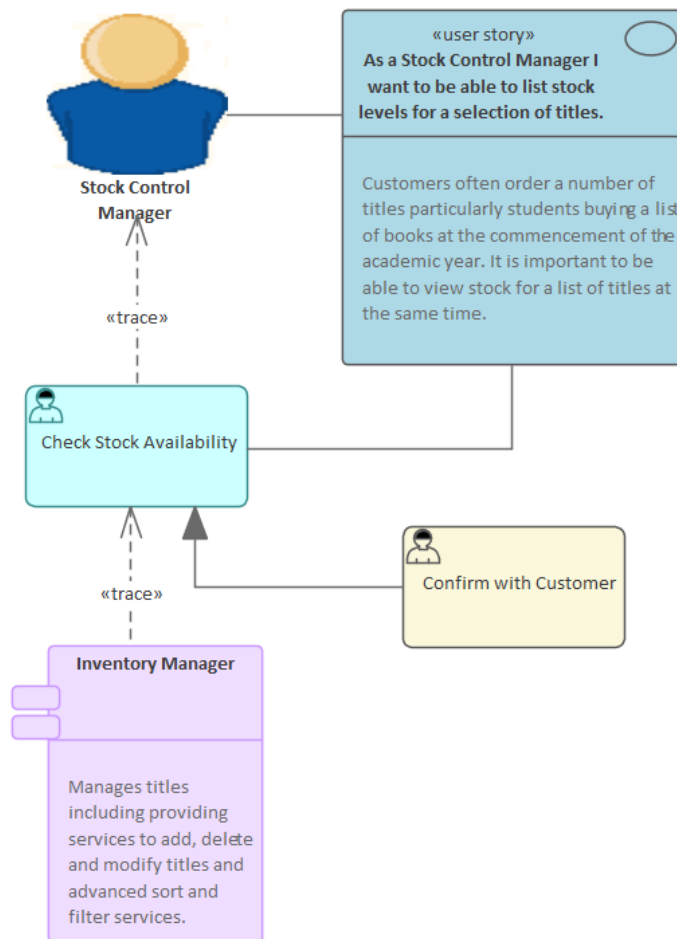 «user story»
As a Stock Control Manager I
want to be able to list stock
levels for a selection of titles.
Customers often order a number of
titles particularly students buying a list
of books at the commencement of the
academic year. It is important to be
able to view stock for a list of titles at
the same time.
Stock Control
Manager
«trace»
Check Stock Availability
Confirm with Customer
«trace»
Inventory Manager
Manages titles
including providing
services to add, delete
and modify titles and
advanced sort and
filter services.